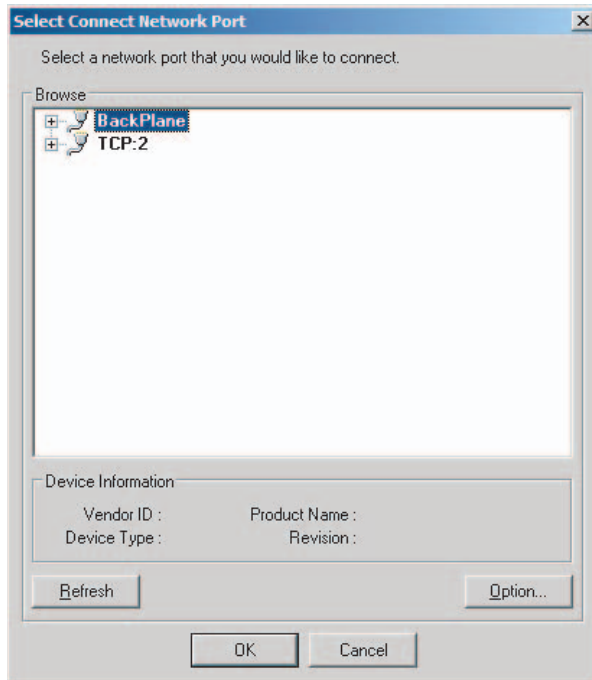 Select Connect Network Port
Select a network port that you would like to connect.
Browse
BackPlane
TCP:2
Device Information
Vendor ID : Product Name :
Device Type : Revision :
Refresh Option...
OK Cancel